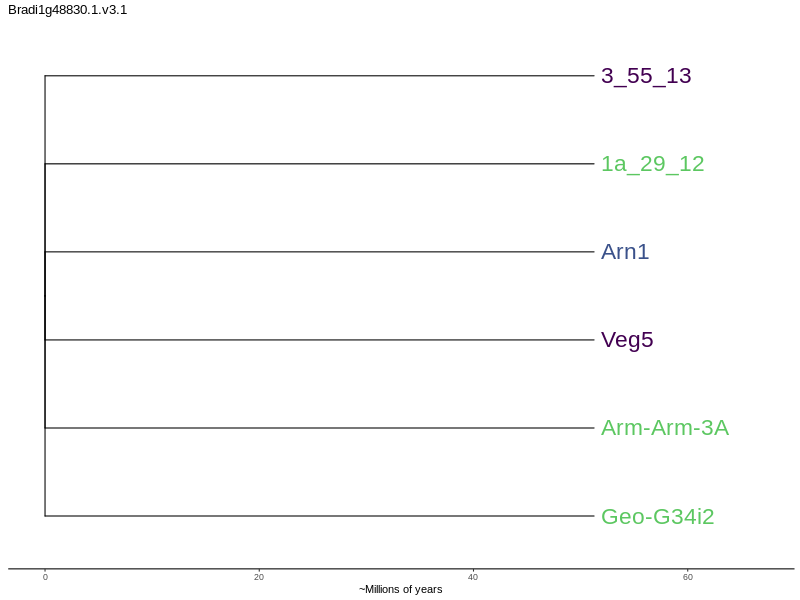 Bradi1g48830.1.v3.1
3_55_13
1a_29_12
Arn1
Veg5
Arm-Arm-3A
Geo-G34i2
0 20 40 60
~Millions of years